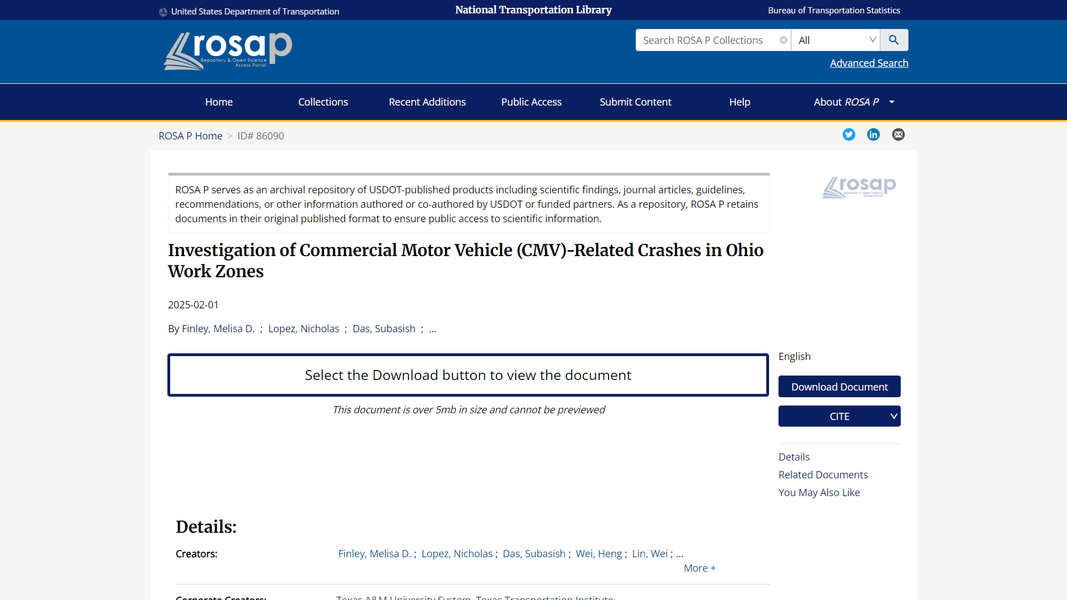 United States Department of Transportation
National Transportation Library
Bureau of Transportation Statistics
rosap
Repository & Open Science
Access Portal
Search ROSA P Collections
All
Advanced Search
Home
Collections
Recent Additions
Public Access
Submit Content
Help
About ROSA P
ROSA P Home > ID# 86090
ROSA P serves as an archival repository of USDOT-published products including scientific findings, journal articles, guidelines,
recommendations, or other information authored or co-authored by USDOT or funded partners. As a repository, ROSA P retains
documents in their original published format to ensure public access to scientific information.
rosap
Investigation of Commercial Motor Vehicle (CMV)-Related Crashes in Ohio
Work Zones
2025-02-01
By Finley, Melisa D. ; Lopez, Nicholas ; Das, Subasish ; ...
Select the Download button to view the document
This document is over 5mb in size and cannot be previewed
English
Download Document
CITE
Details
Related Documents
You May Also Like
Details:
Creators:
Finley, Melisa D. ; Lopez, Nicholas ; Das, Subasish ; Wei, Heng ; Lin, Wei ; ...
More +
Corporate Creators:
Texas A&M University System. Texas Transportation Institute